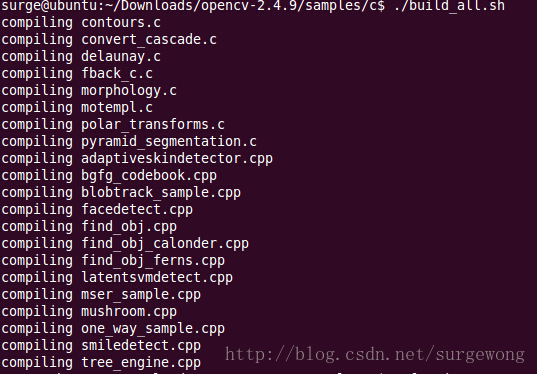 surge@ubuntu:~/Downloads/opencv-2.4.9/samples/c$ ./build_all.sh
compiling contours.c
compiling convert_cascade.c
compiling delaunay.c
compiling fback_c.c
compiling morphology.c
compiling motempl.c
compiling polar_transforms.c
compiling pyramid_segmentation.c
compiling adaptiveskindetector.cpp
compiling bgfg_codebook.cpp
compiling blobtrack_sample.cpp
compiling facedetect.cpp
compiling find_obj.cpp
compiling find_obj_calonder.cpp
compiling find_obj_ferns.cpp
compiling latentsvmdetect.cpp
compiling mser_sample.cpp
compiling mushroom.cpp
compiling one_way_sample.cpp
compiling smiledetect.cpp
compiling tree_engine.cpp
http://blog.csdn.net/surgewong